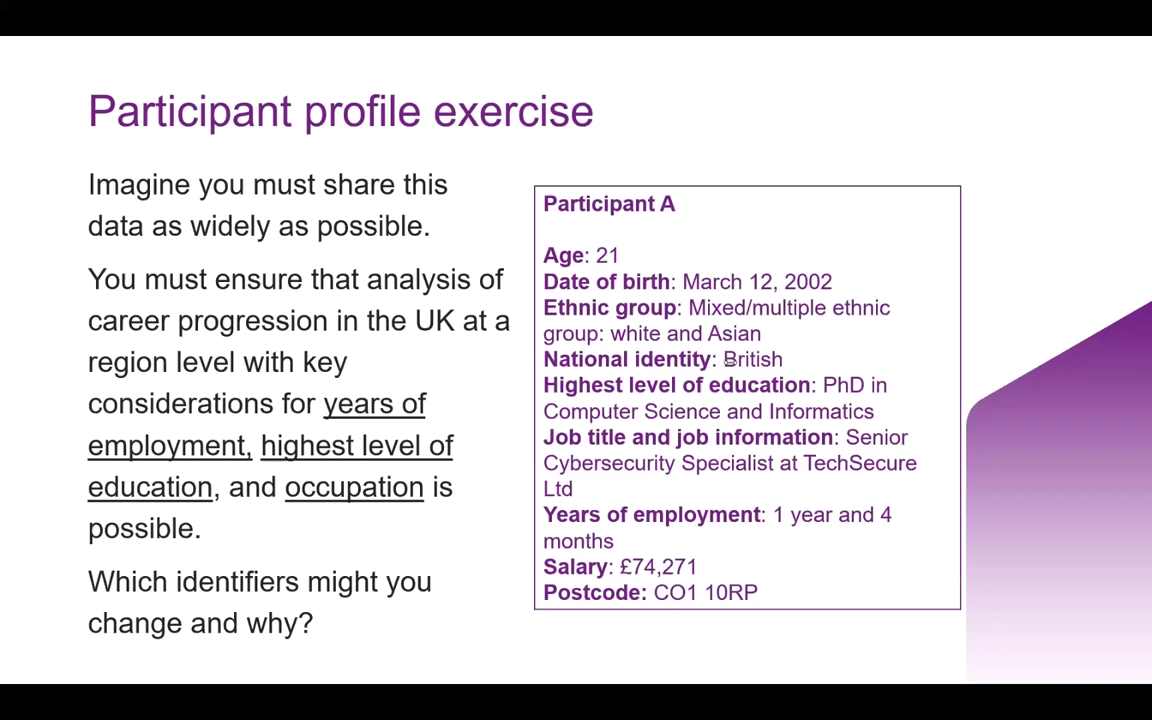 Participant profile exercise
Imagine you must share this
data as widely as possible.
You must ensure that analysis of
career progression in the UK at a
region level with key
considerations for years of
employment, highest level of
education, and occupation is
possible.
Which identifiers might you
change and why?
Participant A
Age: 21
Date of birth: March 12, 2002
Ethnic group: Mixed/multiple ethnic
group: white and Asian
National identity: British
Highest level of education: PhD in
Computer Science and Informatics
Job title and job information: Senior
Cybersecurity Specialist at TechSecure
Ltd
Years of employment: 1 year and 4
months
Salary: £74,271
Postcode: CO1 10RP